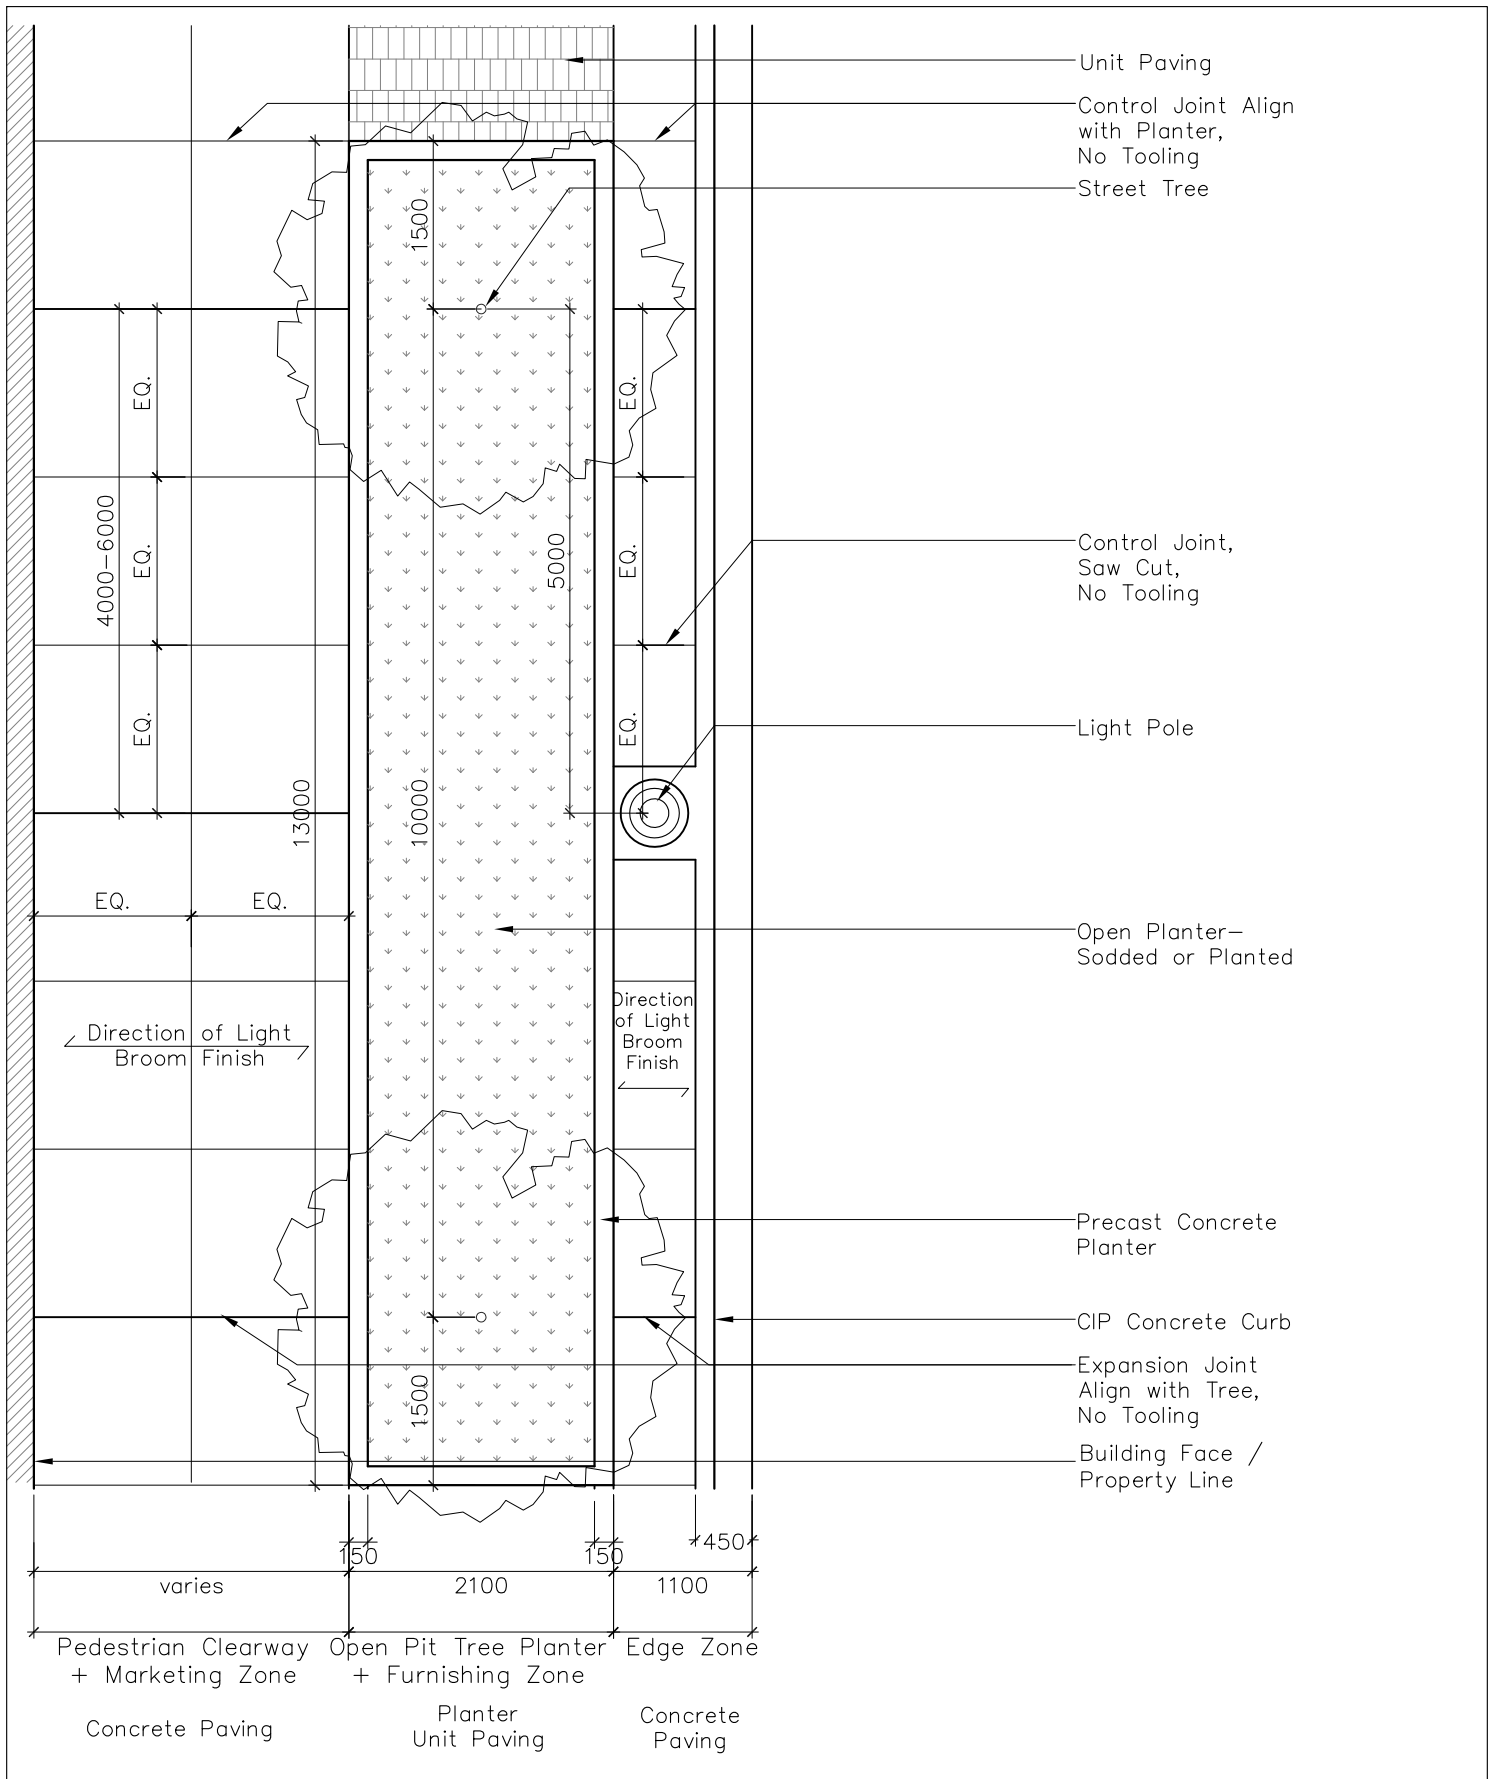 Unit Paving
Control Joint Align
with Planter,
No Tooling
Street Tree
1500
EQ.
EQ.
4000-6000
EQ.
EQ.
5000
Control Joint,
Saw Cut,
No Tooling
EQ.
EQ.
Light Pole
13000
10000
EQ.
EQ.
Open Planter-
Sodded or Planted
Direction of Light
Broom Finish
Direction
of Light
Broom
Finish
Precast Concrete
Planter
CIP Concrete Curb
Expansion Joint
Align with Tree,
No Tooling
1500
Building Face /
Property Line
150
150
450
varies
2100
1100
Pedestrian Clearway
+ Marketing Zone
Open Pit Tree Planter
+ Furnishing Zone
Edge Zone
Concrete Paving
Planter
Unit Paving
Concrete
Paving